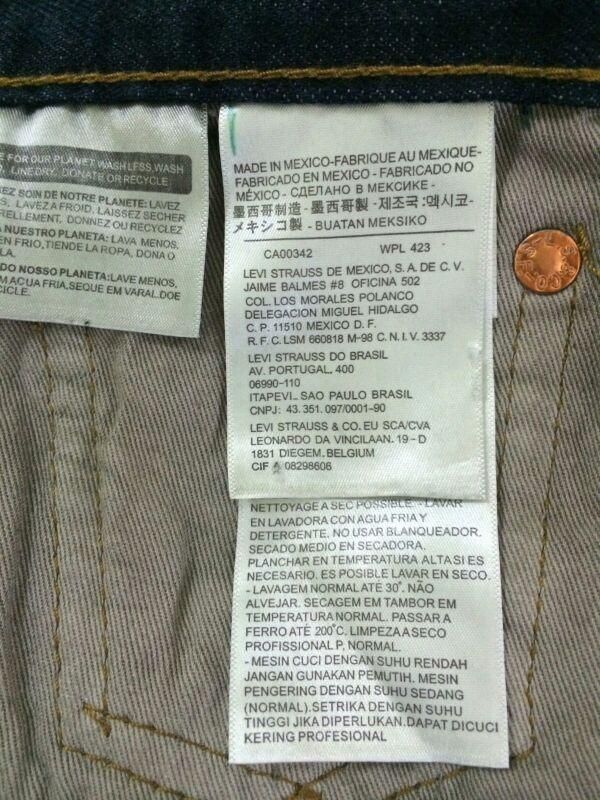 E FOR OUR PLANET: WASH LESS, WASH
LINE DRY, DONATE OR RECYCLE
EZ SOIN DE NOTRE PLANETE: LAVEZ
S, LAVEZ A FROID, LAISSEZ SECHER
RELLEMENT, DONNEZ OU RECYCLEZ
A NUESTRO PLANETA: LAVA MENOS,
EN FRIO, TIENDE LA ROPA, DONA O
LA.
DO NOSSO PLANETA: LAVE MENOS,
M AGUA FRIA. SEQUE EM VARAL. DOE
CICLE.
MADE IN MEXICO-FABRIQUE AU MEXIQUE-
FABRICADO EN MEXICO - FABRICADO NO
MÉXICO - СДЕЛАНО В МЕКСИКЕ -
墨西哥制造 - 墨西哥製 - 제조국:멕시코-
メキシコ製 - BUATAN MEKSIKO
CA00342 WPL 423
LEVI STRAUSS DE MEXICO, S. A. DE C. V.
JAIME BALMES #8 OFICINA 502
COL. LOS MORALES POLANCO
DELEGACION MIGUEL HIDALGO
C. P. 11510 MEXICO D. F.
R. F. C. LSM 660818 M-98 C. N. I. V. 3337
LEVI STRAUSS DO BRASIL
AV. PORTUGAL, 400
06990-110
ITAPEVI_ SAO PAULO BRASIL
CNPJ: 43. 351. 097/0001-90
LEVI STRAUSS & CO. EU SCA/CVA
LEONARDO DA VINCILAAN. 19 - D
1831 DIEGEM. BELGIUM
CIF A 08298606
NETTOYAGE A SEC POSSIBLE. - LAVAR
EN LAVADORA CON AGUA FRIA Y
DETERGENTE. NO USAR BLANQUEADOR.
SECADO MEDIO EN SECADORA.
PLANCHAR EN TEMPERATURA ALTA SI ES
NECESARIO. ES POSIBLE LAVAR EN SECO.
- LAVAGEM NORMAL ATÉ 30°. NÃO
ALVEJAR. SECAGEM EM TAMBOR EM
TEMPERATURA NORMAL. PASSAR A
FERRO ATÉ 200°C. LIMPEZA A SECO
PROFISSIONAL P, NORMAL.
- MESIN CUCI DENGAN SUHU RENDAH
JANGAN GUNAKAN PEMUTIH. MESIN
PENGERING DENGAN SUHU SEDANG
(NORMAL). SETRIKA DENGAN SUHU
TINGGI JIKA DIPERLUKAN. DAPAT DICUCI
KERING PROFESIONAL